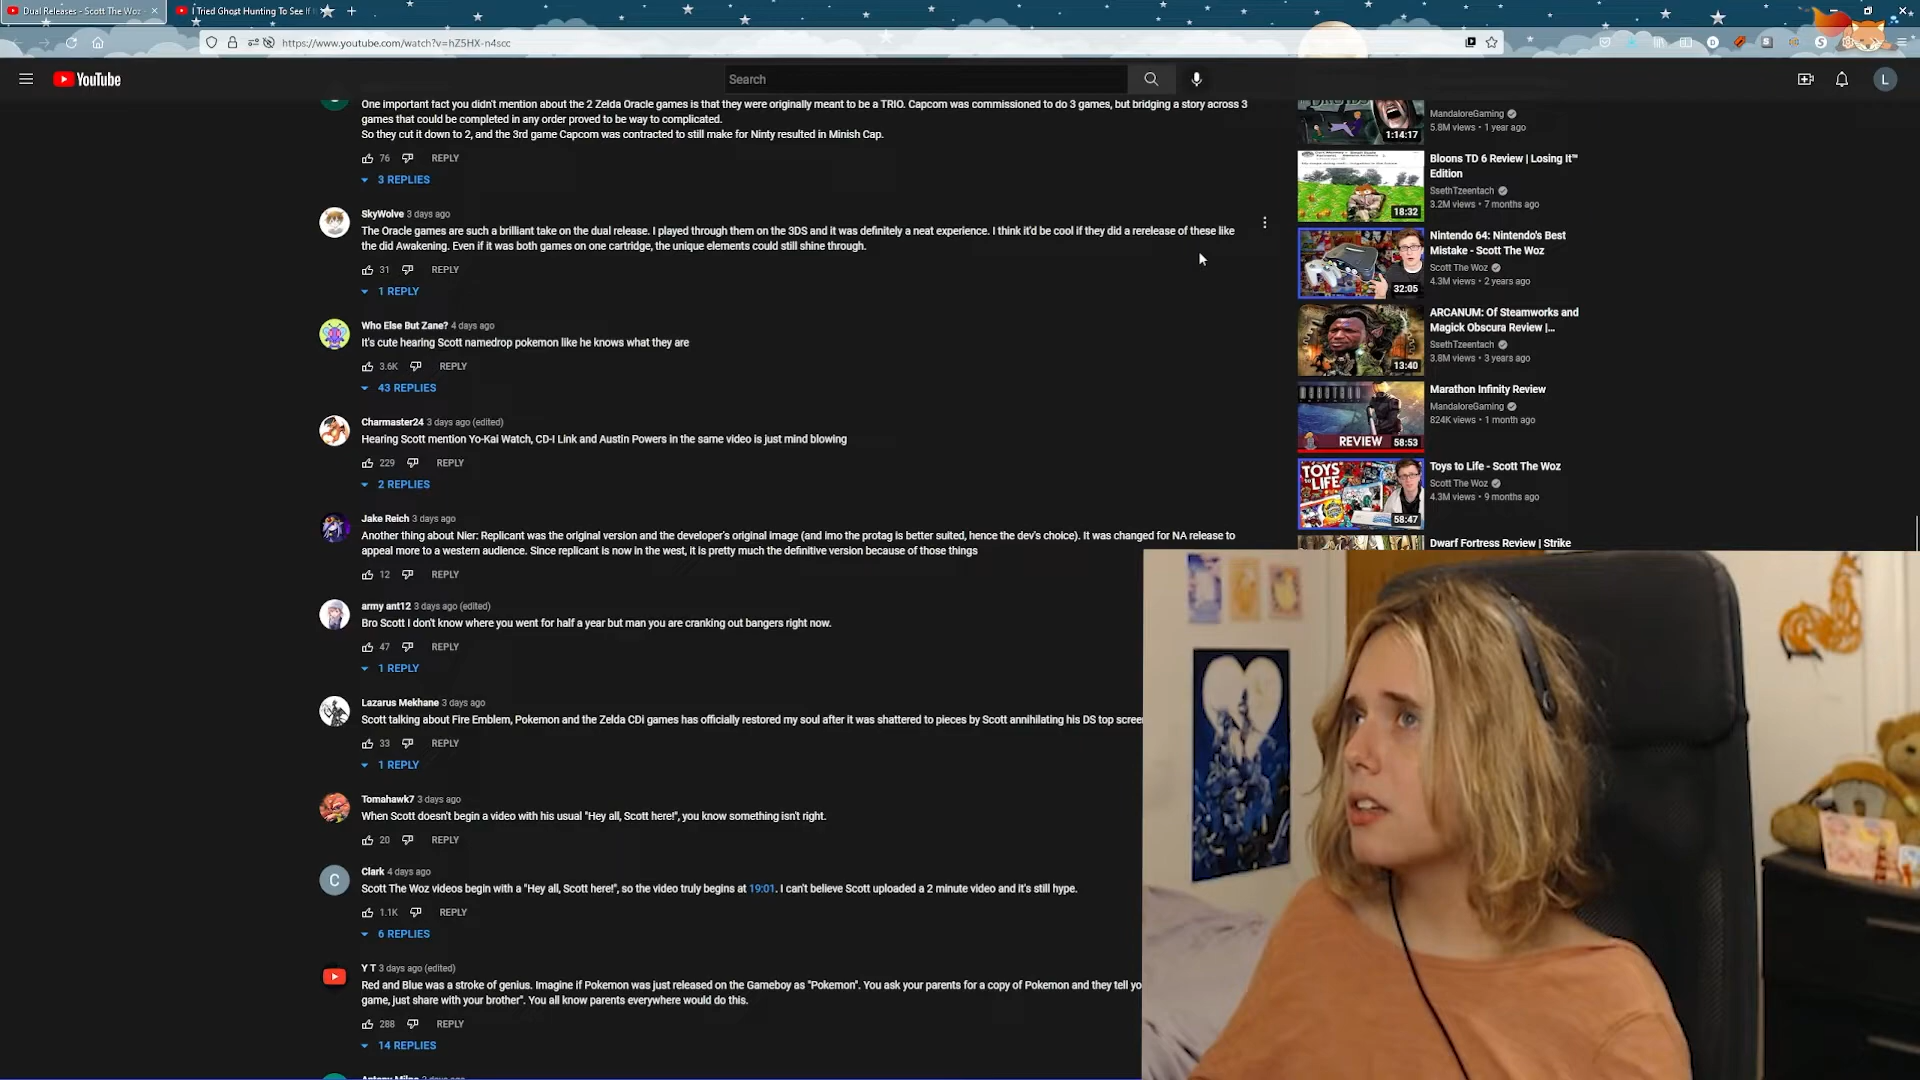 Dual Releases - Scott The Woz
I Tried Ghost Hunting To See If
https://www.youtube.com/watch?v=hZ5HX-n4scc
YouTube
Search
L
One important fact you didn't mention about the 2 Zelda Oracle games is that they were originally meant to be a TRIO. Capcom was commissioned to do 3 games, but bridging a story across 3
games that could be completed in any order proved to be way to complicated.
So they cut it down to 2, and the 3rd game Capcom was contracted to still make for Ninty resulted in Minish Cap.
76 REPLY
3 REPLIES
SkyWolve 3 days ago
The Oracle games are such a brilliant take on the dual release. I played through them on the 3DS and it was definitely a neat experience. I think it'd be cool if they did a rerelease of these like
the did Awakening. Even if it was both games on one cartridge, the unique elements could still shine through.
31 REPLY
1 REPLY
Who Else But Zane? 4 days ago
It's cute hearing Scott namedrop pokemon like he knows what they are
3.6K REPLY
43 REPLIES
Charmaster24 3 days ago (edited)
Hearing Scott mention Yo-Kai Watch, CD-I Link and Austin Powers in the same video is just mind blowing
229 REPLY
2 REPLIES
Jake Reich 3 days ago
Another thing about Nier: Replicant was the original version and the developer's original image (and imo the protag is better suited, hence the dev's choice). It was changed for NA release to
appeal more to a western audience. Since replicant is now in the west, it is pretty much the definitive version because of those things
12 REPLY
army ant12 3 days ago (edited)
Bro Scott I don't know where you went for half a year but man you are cranking out bangers right now.
47 REPLY
1 REPLY
Lazarus Mekhane 3 days ago
Scott talking about Fire Emblem, Pokemon and the Zelda CDi games has officially restored my soul after it was shattered to pieces by Scott annihilating his DS top screen
33 REPLY
1 REPLY
Tomahawk7 3 days ago
When Scott doesn't begin a video with his usual "Hey all, Scott here!", you know something isn't right.
20 REPLY
C
Clark 4 days ago
Scott The Woz videos begin with a "Hey all, Scott here!", so the video truly begins at 19:01. I can't believe Scott uploaded a 2 minute video and it's still hype.
1.1K REPLY
6 REPLIES
Y T 3 days ago (edited)
Red and Blue was a stroke of genius. Imagine if Pokemon was just released on the Gameboy as "Pokemon". You ask your parents for a copy of Pokemon and they tell yo
game, just share with your brother". You all know parents everywhere would do this.
288 REPLY
14 REPLIES
MandaloreGaming
5.8M views • 1 year ago
1:14:17
Bloons TD 6 Review | Losing It™
Edition
SsethTzeentach
3.2M views • 7 months ago
18:32
Nintendo 64: Nintendo's Best
Mistake - Scott The Woz
Scott The Woz
4.3M views • 2 years ago
32:05
ARCANUM: Of Steamworks and
Magick Obscura Review |...
SsethTzeentach
3.8M views • 3 years ago
13:40
Marathon Infinity Review
MandaloreGaming
824K views • 1 month ago
REVIEW 58:53
Toys to Life - Scott The Woz
Scott The Woz
4.3M views • 9 months ago
TOYS
LIFE
58:47
Dwarf Fortress Review | Strike